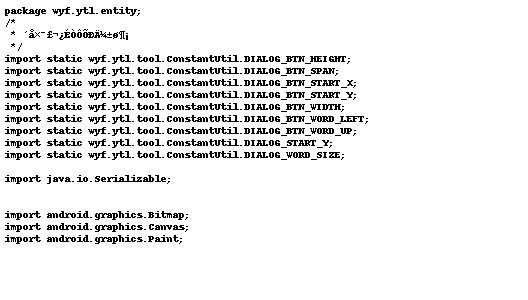 package wyf.ytl.entity;
/*
 * ´å×¯£¬¿ÉÒÔÕÐÄ¼±ø¶¡
 */
import static wyf.ytl.tool.ConstantUtil.DIALOG_BTN_HEIGHT;
import static wyf.ytl.tool.ConstantUtil.DIALOG_BTN_SPAN;
import static wyf.ytl.tool.ConstantUtil.DIALOG_BTN_START_X;
import static wyf.ytl.tool.ConstantUtil.DIALOG_BTN_START_Y;
import static wyf.ytl.tool.ConstantUtil.DIALOG_BTN_WIDTH;
import static wyf.ytl.tool.ConstantUtil.DIALOG_BTN_WORD_LEFT;
import static wyf.ytl.tool.ConstantUtil.DIALOG_BTN_WORD_UP;
import static wyf.ytl.tool.ConstantUtil.DIALOG_START_Y;
import static wyf.ytl.tool.ConstantUtil.DIALOG_WORD_SIZE;
import java.io.Serializable;
import android.graphics.Bitmap;
import android.graphics.Canvas;
import android.graphics.Paint;